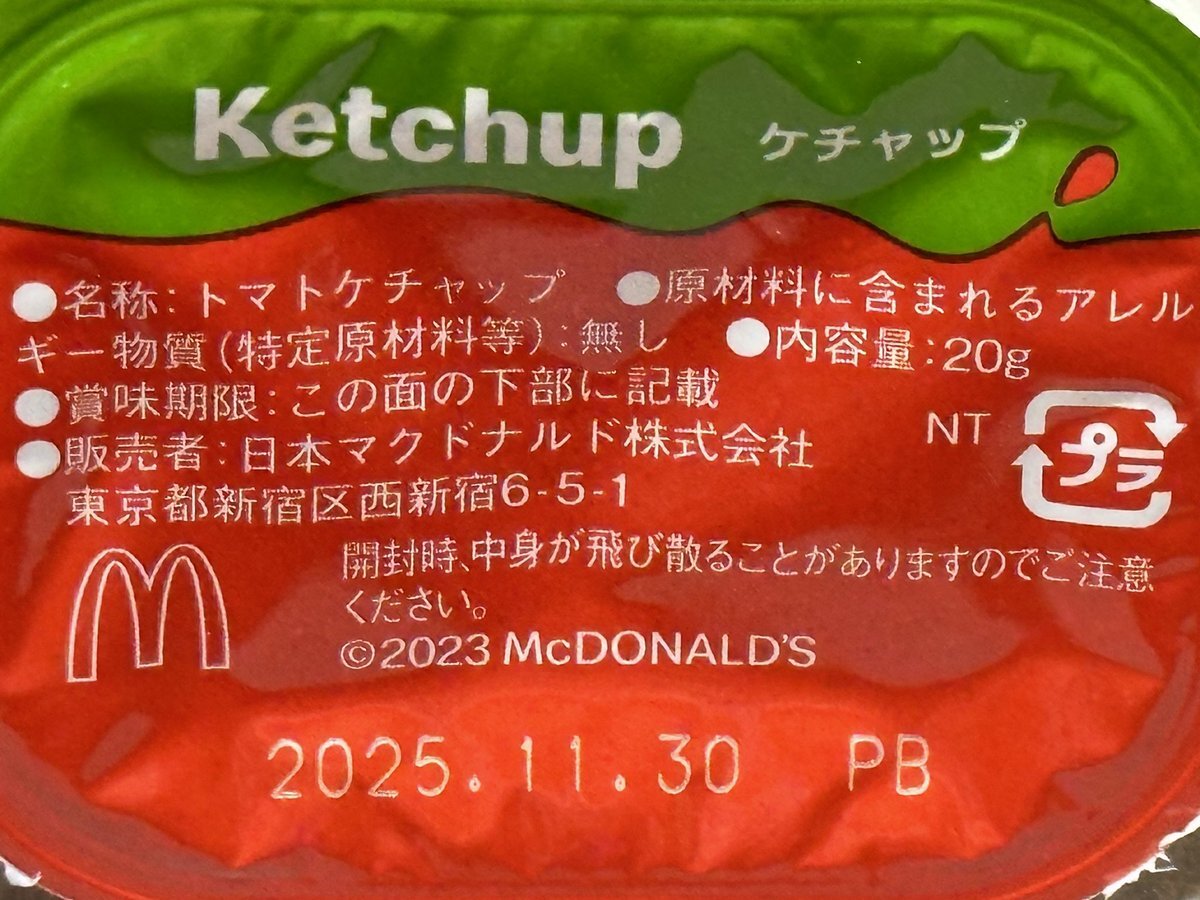 Ketchup ケチャップ
●名称:トマトケチャップ ●原材料に含まれるアレル
ギー物質(特定原材料等):無し ●内容量:20g
●賞味期限:この面の下部に記載
●販売者:日本マクドナルド株式会社
東京都新宿区西新宿6-5-1
NT プラ
開封時、中身が飛び散ることがありますのでご注意
ください。
©2023 McDONALD'S
2025.11.30 PB